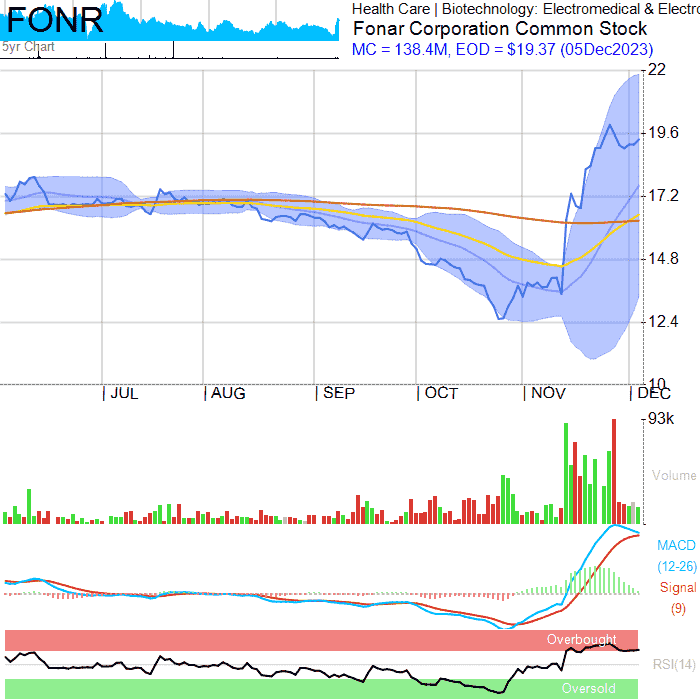 FONR
5yr Chart
Health Care | Biotechnology: Electromedical & Electro
Fonar Corporation Common Stock
MC = 138.4M, EOD = $19.37 (05Dec2023)
22
19.6
17.2
14.8
12.4
10
| JUL | AUG | SEP | OCT | NOV | DEC
93k
Volume
MACD
(12-26)
Signal
(9)
Overbought
RSI(14)
Oversold